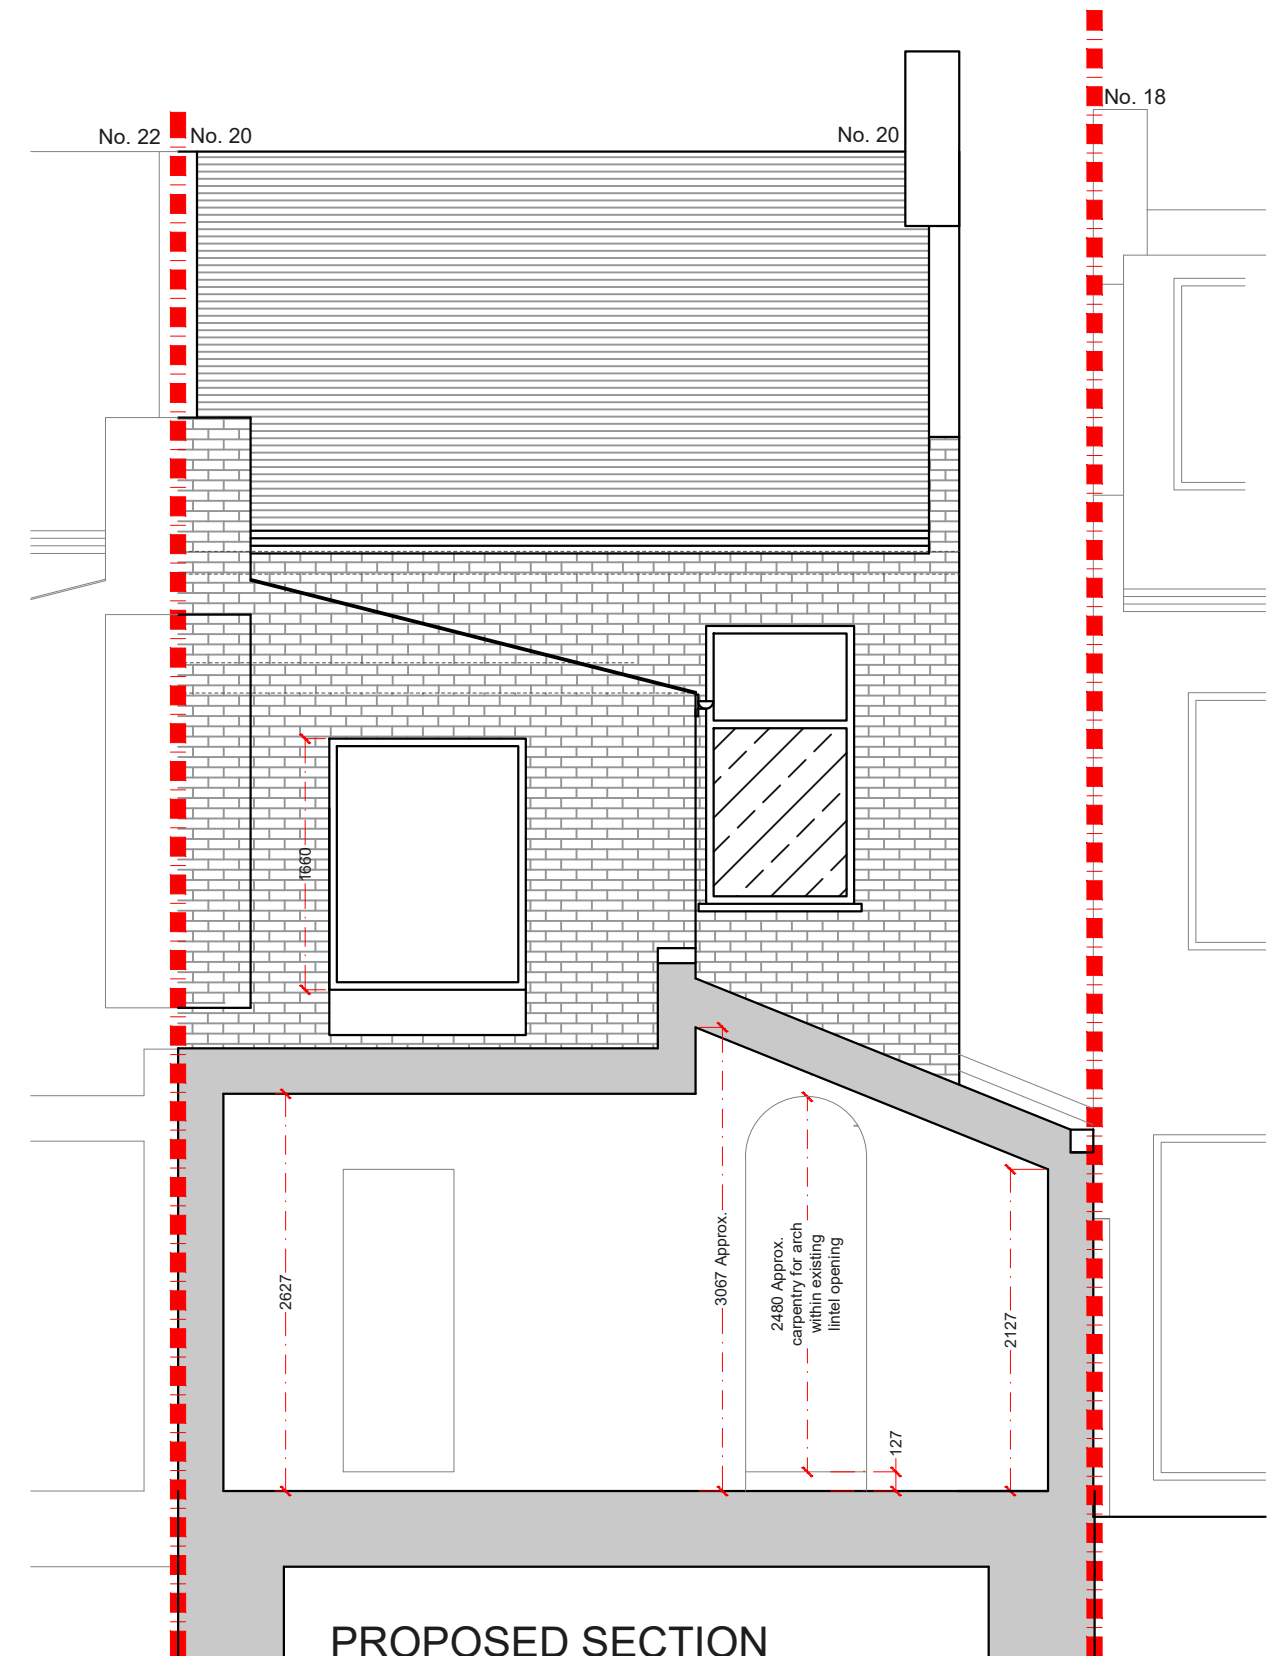 No. 18
No. 22
No. 20
No. 20
1660
2627
3067 Approx.
2480 Approx.
carpentry for arch
within existing
lintel opening
2127
127
PROPOSED SECTION